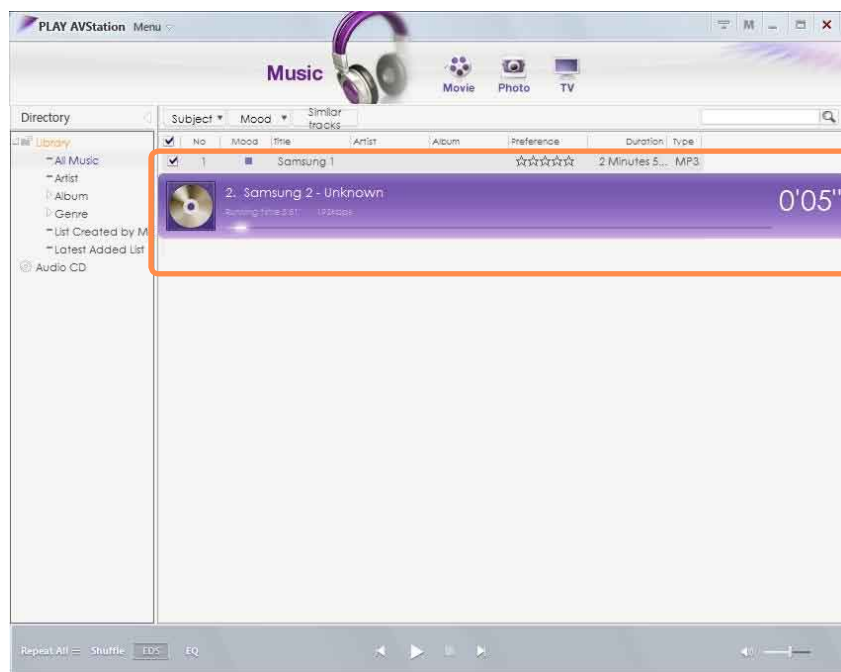 PLAY AVStation Menu
M
Music
Movie Photo TV
Directory
Subject Mood Similar tracks
Library
All Music
Artist
Album
Genre
List Created by M
Latest Added List
Audio CD
No Mood Title Artist Album Preference Duration Type
1 Samsung 1 ☆☆☆☆☆ 2 Minutes 5... MP3
2. Samsung 2 - Unknown 0'05"
Running Time
Repeat All Shuffle EDS EQ